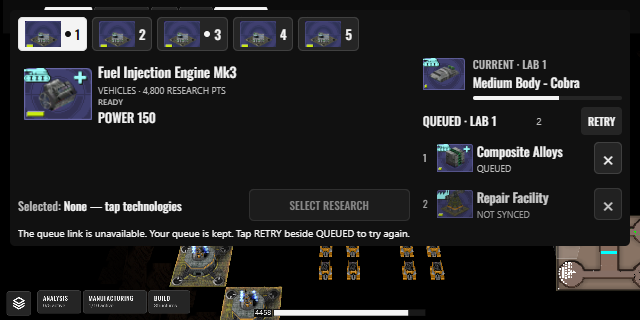 1
2
3
4
5
Fuel Injection Engine Mk3
VEHICLES · 4,800 RESEARCH PTS
READY
POWER 150
CURRENT · LAB 1
Medium Body - Cobra
QUEUED · LAB 1
2
RETRY
1
Composite Alloys
QUEUED
2
Repair Facility
NOT SYNCED
Selected: None — tap technologies
SELECT RESEARCH
The queue link is unavailable. Your queue is kept. Tap RETRY beside QUEUED to try again.
ANALYSIS
MANUFACTURING
BUILD
Structures
4458